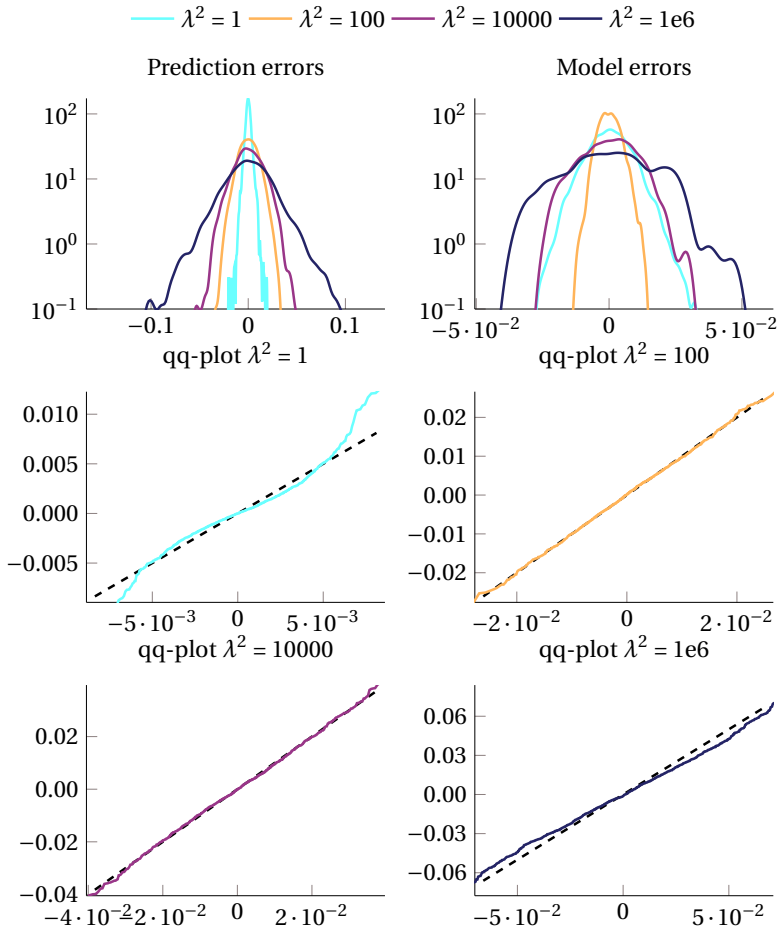 λ² = 1 λ² = 100 λ² = 10000 λ² = 1e6
Prediction errors
Model errors
10²
10¹
10⁰
10⁻¹
−0.1 0 0.1
10²
10¹
10⁰
10⁻¹
−5·10⁻² 0 5·10⁻²
qq-plot λ² = 1
qq-plot λ² = 100
0.010
0.005
0.000
−0.005
−5·10⁻³ 0 5·10⁻³
0.02
0.01
0.00
−0.01
−0.02
−2·10⁻² 0 2·10⁻²
qq-plot λ² = 10000
qq-plot λ² = 1e6
0.02
0.00
−0.02
−0.04
−4·10⁻² −2·10⁻² 0 2·10⁻²
0.06
0.03
0.00
−0.03
−0.06
−5·10⁻² 0 5·10⁻²